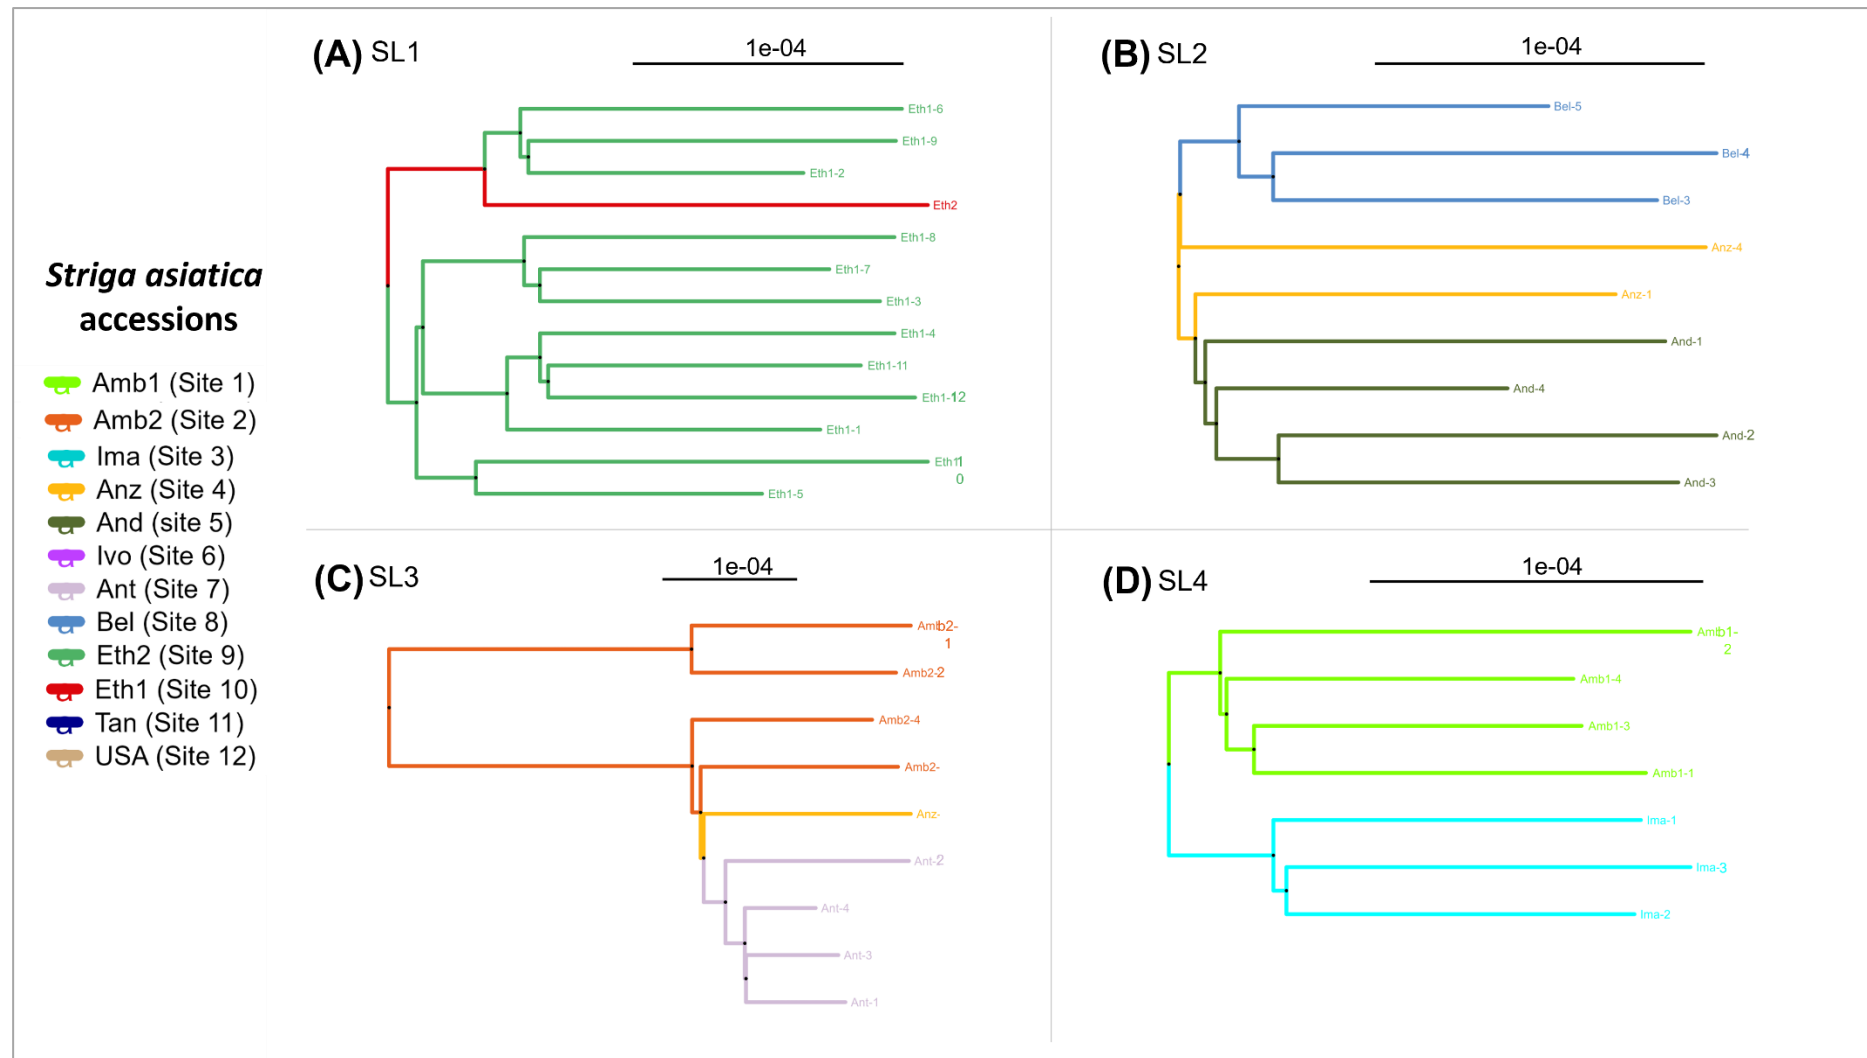 Striga asiatica
accessions
a Amb1 (Site 1)
a Amb2 (Site 2)
a Ima (Site 3)
a Anz (Site 4)
a And (site 5)
a Ivo (Site 6)
a Ant (Site 7)
a Bel (Site 8)
a Eth2 (Site 9)
a Eth1 (Site 10)
a Tan (Site 11)
a USA (Site 12)
(A) SL1
1e-04
Eth1-6
Eth1-9
Eth1-2
Eth2
Eth1-8
Eth1-7
Eth1-3
Eth1-4
Eth1-11
Eth1-12
Eth1-1
Eth1
1
0
Eth1-5
(B) SL2
1e-04
Bel-5
Bel-4
Bel-3
Anz-4
Anz-1
And-1
And-4
And-2
And-3
(C) SL3
1e-04
Amb2-
1
Amb2-2
Amb2-4
Amb2-
Anz-
Ant-2
Ant-4
Ant-3
Ant-1
(D) SL4
1e-04
Amb1-
2
Amb1-4
Amb1-3
Amb1-1
Ima-1
Ima-3
Ima-2